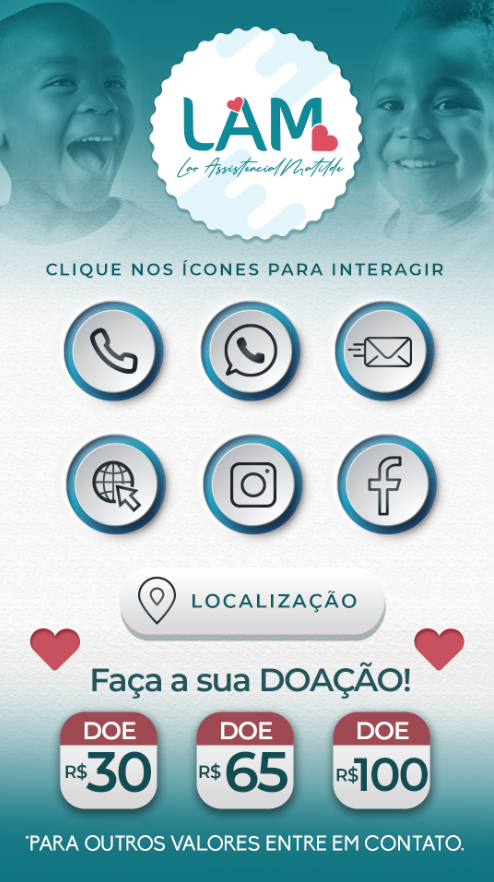 LAM
Lar Assistencial Matilde
CLIQUE NOS ÍCONES PARA INTERAGIR
LOCALIZAÇÃO
Faça a sua DOAÇÃO!
DOE
R$30
DOE
R$65
DOE
R$100
*PARA OUTROS VALORES ENTRE EM CONTATO.